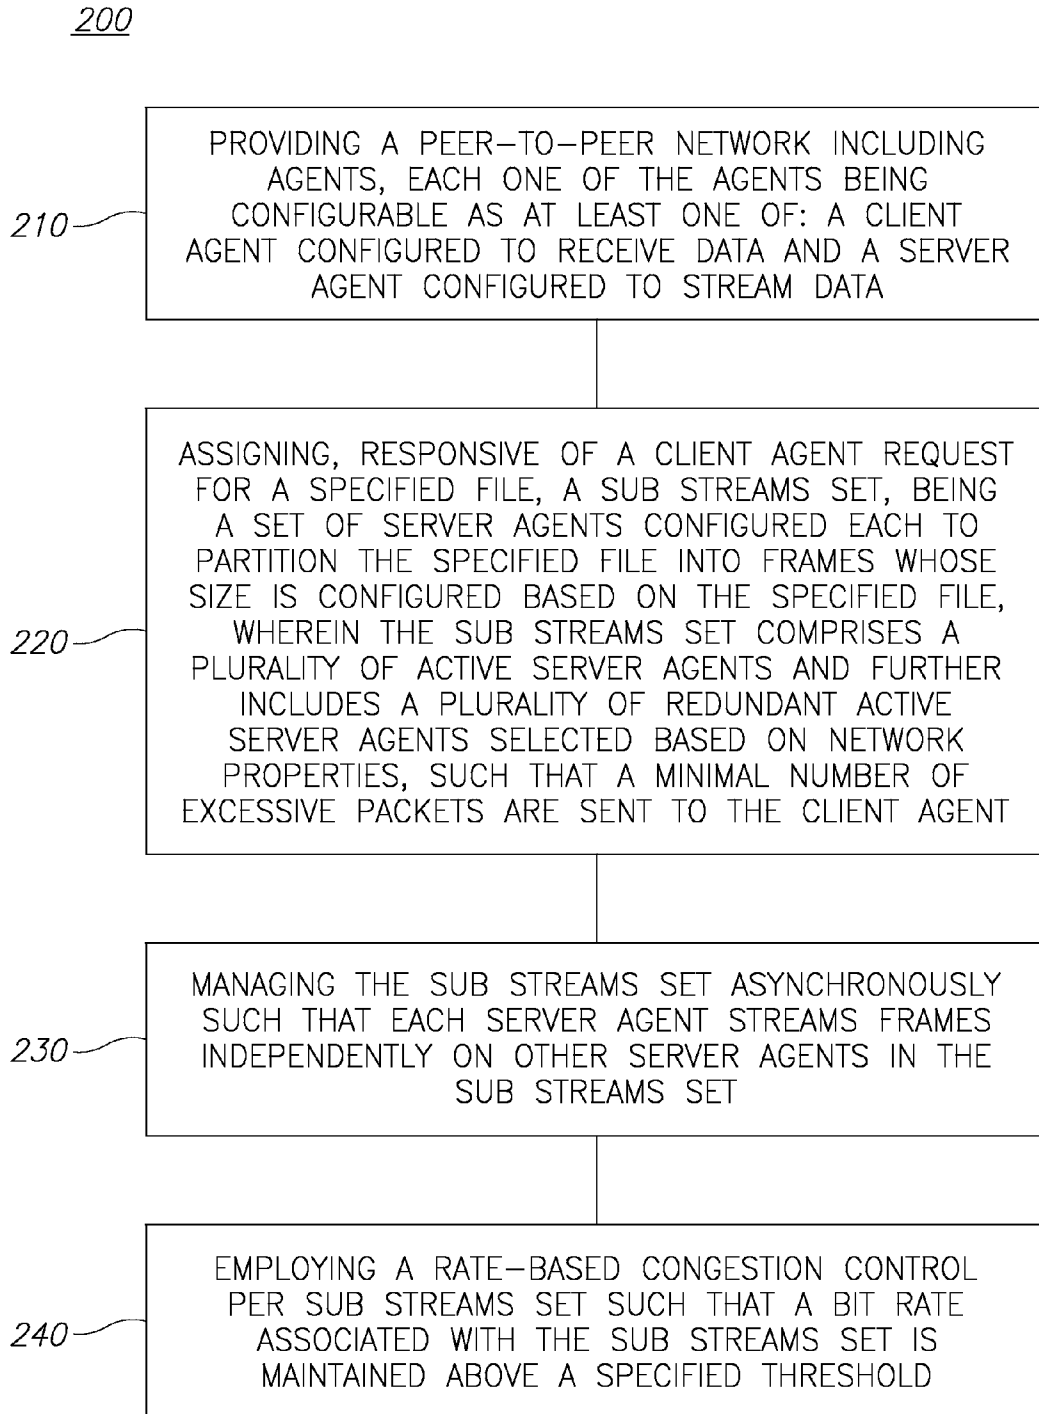 200
210
PROVIDING A PEER-TO-PEER NETWORK INCLUDING
AGENTS, EACH ONE OF THE AGENTS BEING
CONFIGURABLE AS AT LEAST ONE OF: A CLIENT
AGENT CONFIGURED TO RECEIVE DATA AND A SERVER
AGENT CONFIGURED TO STREAM DATA
220
ASSIGNING, RESPONSIVE OF A CLIENT AGENT REQUEST
FOR A SPECIFIED FILE, A SUB STREAMS SET, BEING
A SET OF SERVER AGENTS CONFIGURED EACH TO
PARTITION THE SPECIFIED FILE INTO FRAMES WHOSE
SIZE IS CONFIGURED BASED ON THE SPECIFIED FILE,
WHEREIN THE SUB STREAMS SET COMPRISES A
PLURALITY OF ACTIVE SERVER AGENTS AND FURTHER
INCLUDES A PLURALITY OF REDUNDANT ACTIVE
SERVER AGENTS SELECTED BASED ON NETWORK
PROPERTIES, SUCH THAT A MINIMAL NUMBER OF
EXCESSIVE PACKETS ARE SENT TO THE CLIENT AGENT
230
MANAGING THE SUB STREAMS SET ASYNCHRONOUSLY
SUCH THAT EACH SERVER AGENT STREAMS FRAMES
INDEPENDENTLY ON OTHER SERVER AGENTS IN THE
SUB STREAMS SET
240
EMPLOYING A RATE-BASED CONGESTION CONTROL
PER SUB STREAMS SET SUCH THAT A BIT RATE
ASSOCIATED WITH THE SUB STREAMS SET IS
MAINTAINED ABOVE A SPECIFIED THRESHOLD